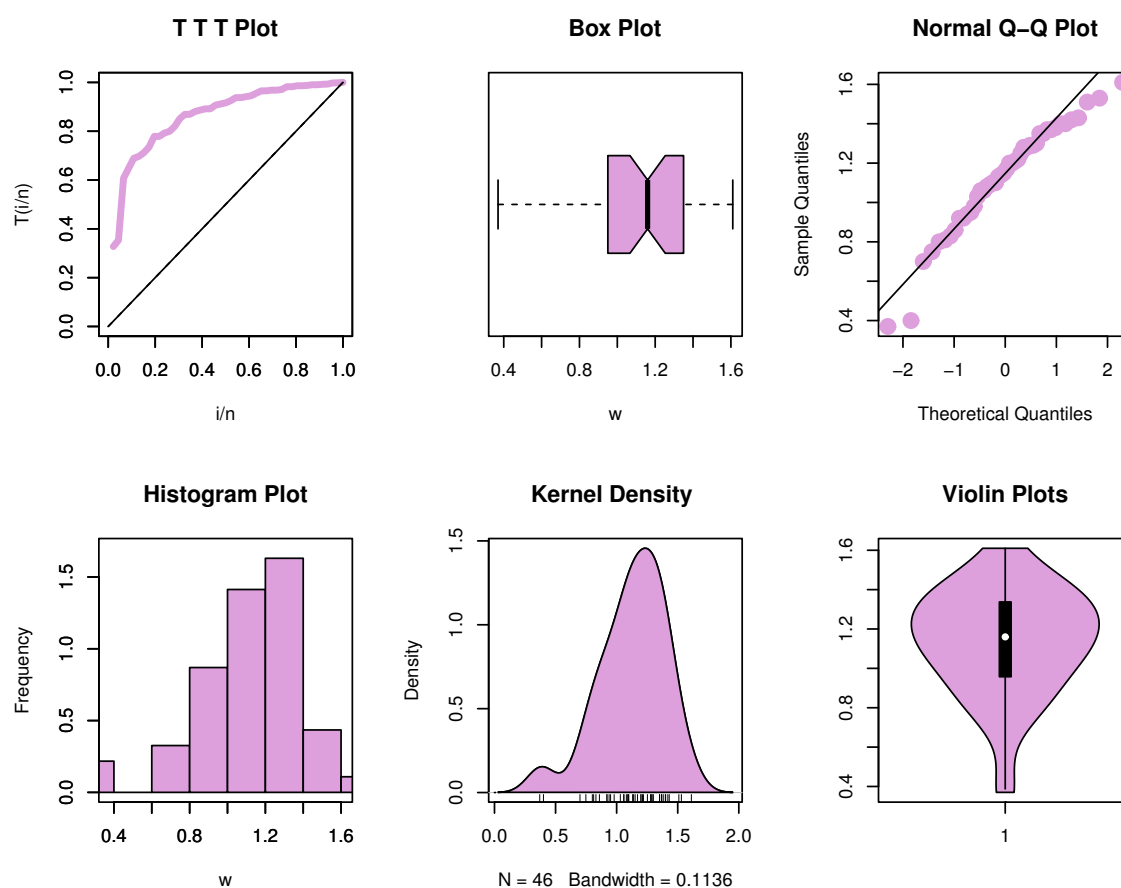 T T T Plot
T(i/n)
1.0
0.8
0.6
0.4
0.2
0.0
0.0 0.2 0.4 0.6 0.8 1.0
i/n
Box Plot
0.4 0.8 1.2 1.6
w
Normal Q−Q Plot
Sample Quantiles
1.6
1.2
0.8
0.4
−2 −1 0 1 2
Theoretical Quantiles
Histogram Plot
Frequency
1.5
1.0
0.5
0.0
0.4 0.8 1.2 1.6
w
Kernel Density
Density
1.5
1.0
0.5
0.0
0.0 0.5 1.0 1.5 2.0
N = 46 Bandwidth = 0.1136
Violin Plots
1.6
1.2
0.8
0.4
1